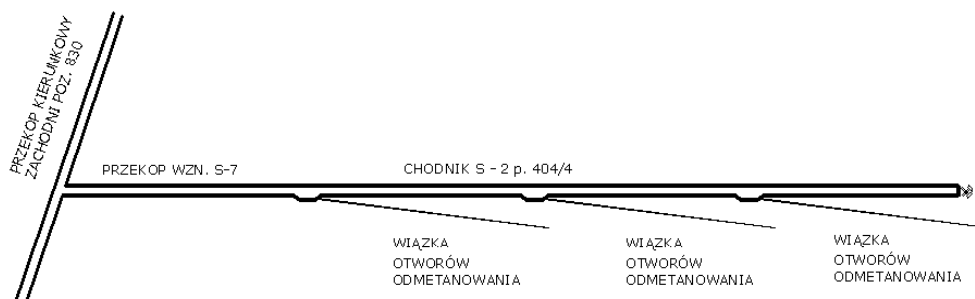 PRZEKOP KIERUNKOWY
ZACHODNI POZ. 830
PRZEKOP WZN. S-7
CHODNIK S - 2 p. 404/4
WIĄZKA
OTWORÓW
ODMETANOWANIA
WIĄZKA
OTWORÓW
ODMETANOWANIA
WIĄZKA
OTWORÓW
ODMETANOWANIA